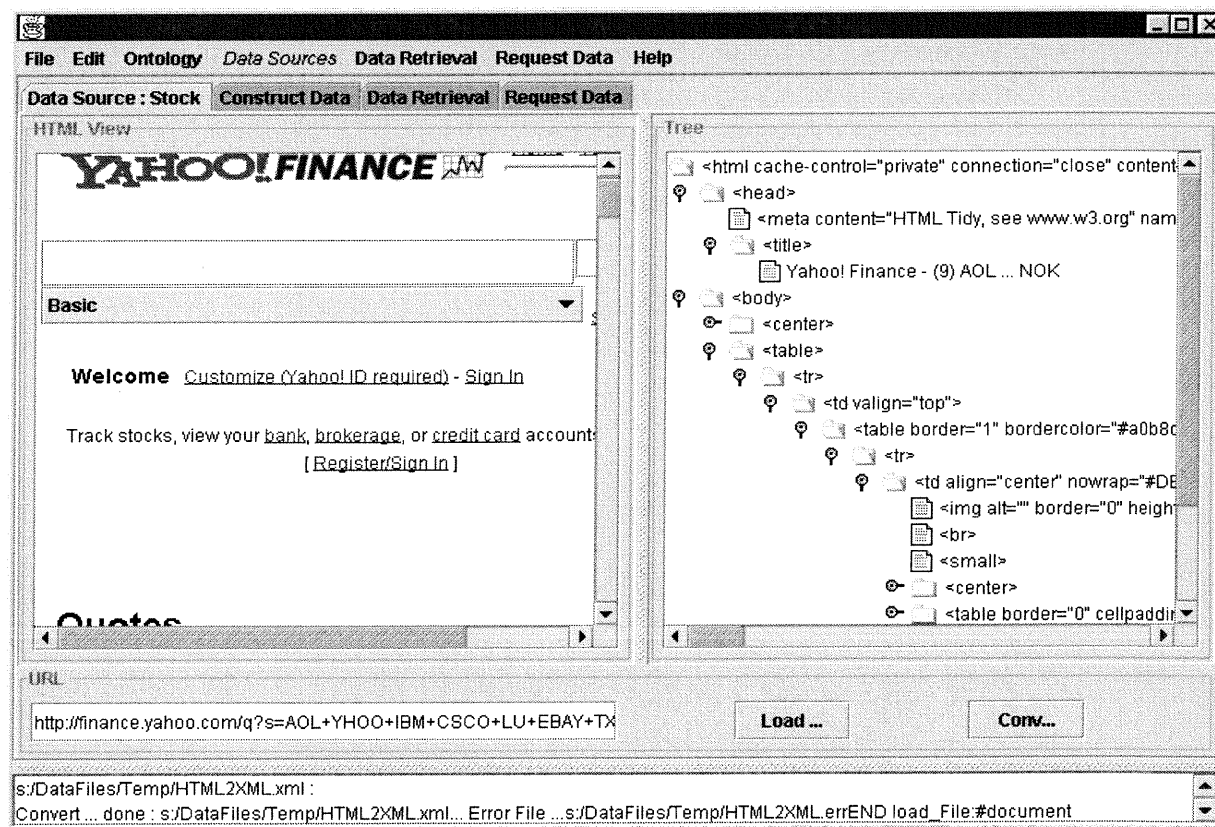 File Edit Ontology Data Sources Data Retrieval Request Data Help
Data Source : Stock Construct Data Data Retrieval Request Data
HTML View
YAHOO! FINANCE
Basic
Welcome Customize (Yahoo! ID required) - Sign In
Track stocks, view your bank, brokerage, or credit card account
[ Register/Sign In ]
Quotes
Tree
<html cache-control="private" connection="close" content
<head>
<meta content="HTML Tidy, see www.w3.org" nam
<title>
Yahoo! Finance - (9) AOL ... NOK
<body>
<center>
<table>
<tr>
<td valign="top">
<table border="1" bordercolor="#a0b8c
<tr>
<td align="center" nowrap="#DE
<img alt="" border="0" heigh
<br>
<small>
<center>
<table border="0" cellpaddir
URL
http://finance.yahoo.com/q?s=AOL+YHOO+IBM+CSCO+LU+EBAY+TX
Load ... Conv...
s:/DataFiles/Temp/HTML2XML.xml :
Convert ... done : s:/DataFiles/Temp/HTML2XML.xml... Error File ...s:/DataFiles/Temp/HTML2XML.errEND load_File:#document